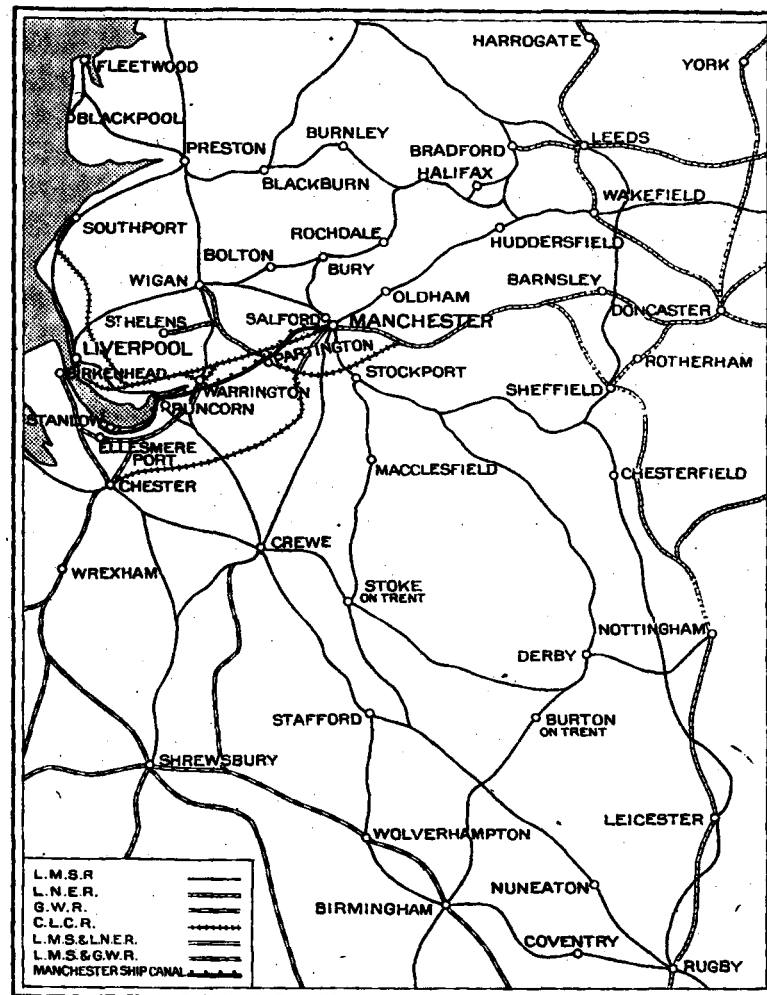 HARROGATE
YORK
FLEETWOOD
BLACKPOOL
PRESTON
BURNLEY
BRADFORD
LEEDS
BLACKBURN
HALIFAX
WAKEFIELD
SOUTHPORT
ROCHDALE
HUDDERSFIELD
BOLTON
BURY
WIGAN
OLDHAM
BARNSLEY
DONCASTER
ST HELENS
SALFORD
MANCHESTER
LIVERPOOL
PARTINGTON
ROTHERHAM
BIRKENHEAD
WARRINGTON
STOCKPORT
SHEFFIELD
RUNCORN
STANLOW
ELLESMERE
PORT
MACCLESFIELD
CHESTERFIELD
CHESTER
CREWE
WREXHAM
STOKE
ON TRENT
NOTTINGHAM
DERBY
STAFFORD
BURTON
ON TRENT
SHREWSBURY
LEICESTER
WOLVERHAMPTON
NUNEATON
BIRMINGHAM
COVENTRY
RUGBY
L.M.S.R
L.N.E.R.
G.W.R.
C.L.C.R.
L.M.S.&L.N.E.R.
L.M.S.&G.W.R.
MANCHESTER SHIP CANAL